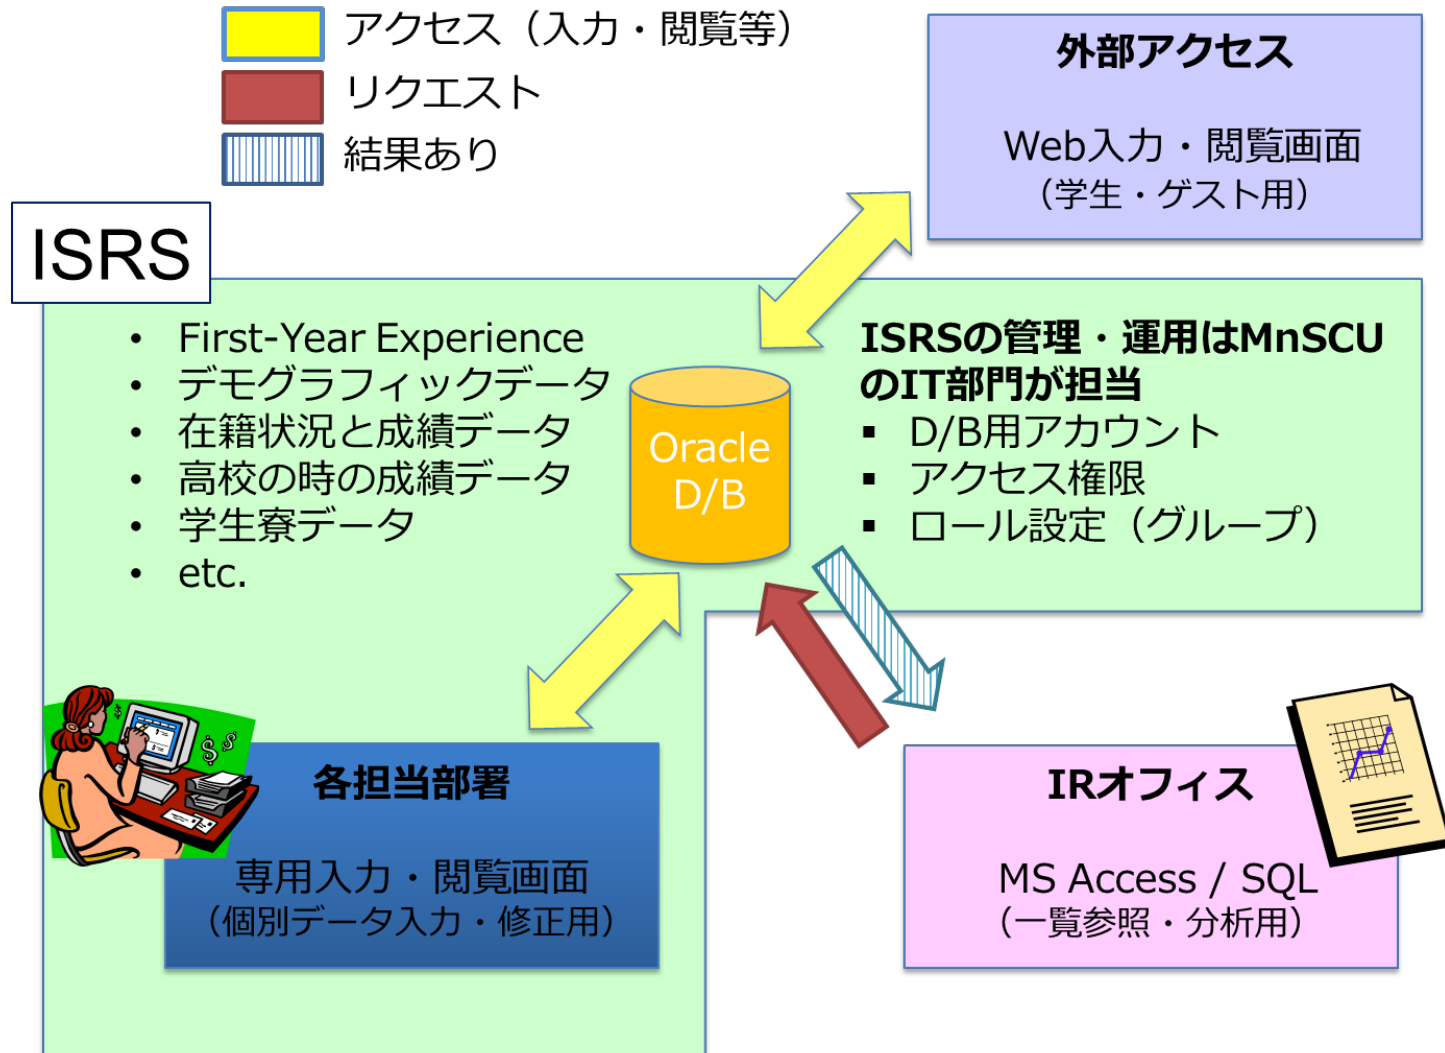 アクセス（入力・閲覧等）
リクエスト
結果あり
外部アクセス
Web入力・閲覧画面
（学生・ゲスト用）
ISRS
• First-Year Experience
• デモグラフィックデータ
• 在籍状況と成績データ
• 高校の時の成績データ
• 学生寮データ
• etc.
Oracle
D/B
ISRSの管理・運用はMnSCU
のIT部門が担当
▪ D/B用アカウント
▪ アクセス権限
▪ ロール設定（グループ）
各担当部署
専用入力・閲覧画面
（個別データ入力・修正用）
IRオフィス
MS Access / SQL
（一覧参照・分析用）